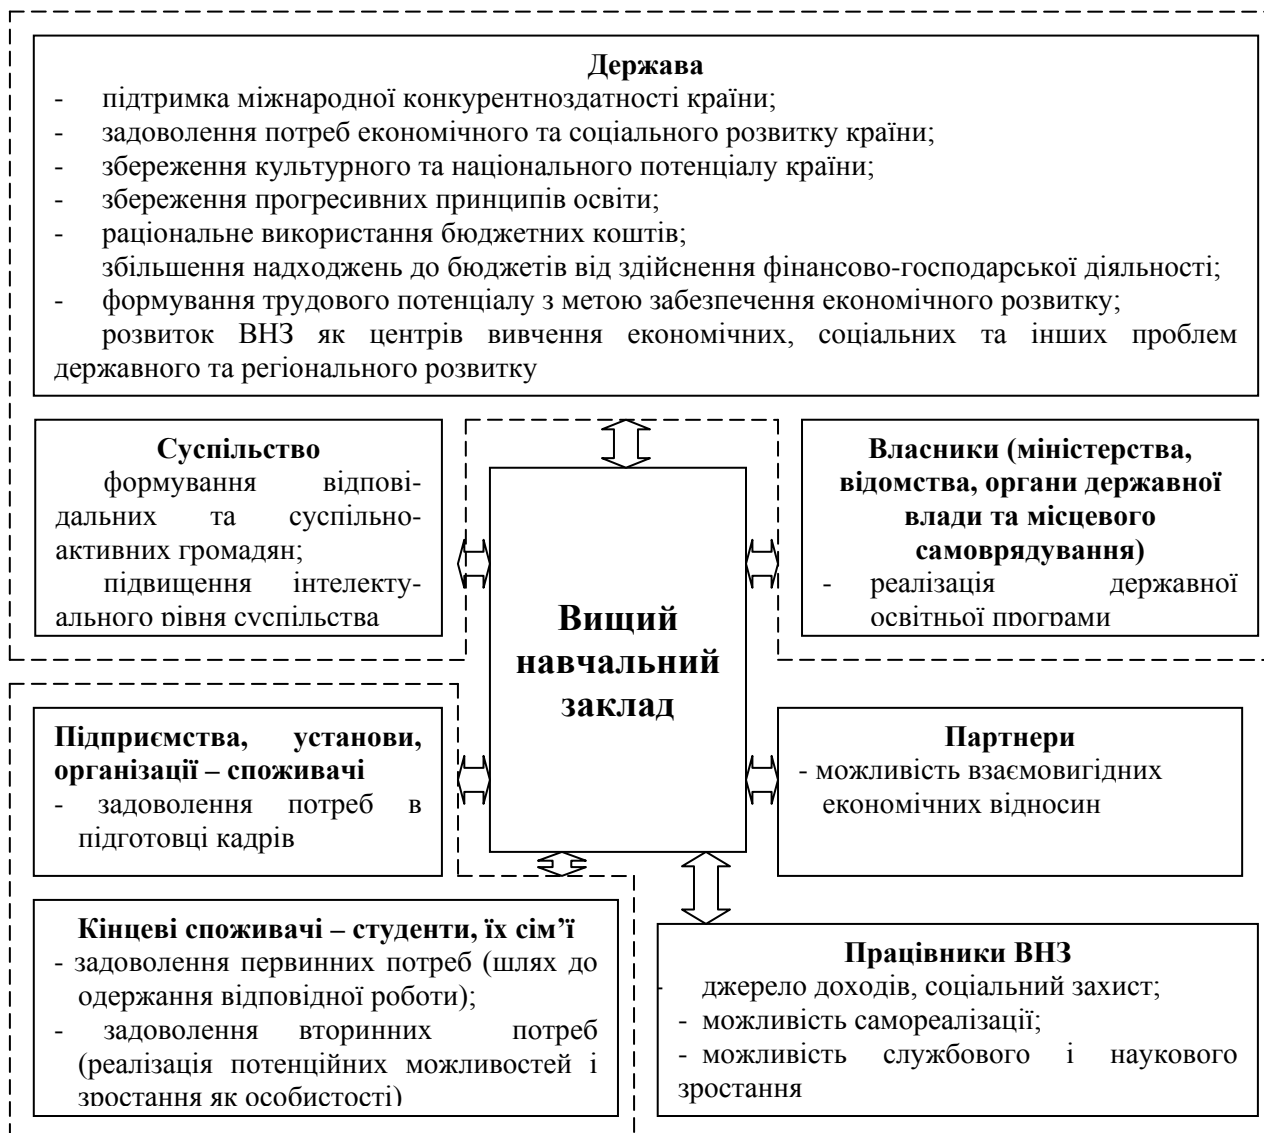 Держава
- підтримка міжнародної конкурентноздатності країни;
- задоволення потреб економічного та соціального розвитку країни;
- збереження культурного та національного потенціалу країни;
- збереження прогресивних принципів освіти;
- раціональне використання бюджетних коштів;
збільшення надходжень до бюджетів від здійснення фінансово-господарської діяльності;
- формування трудового потенціалу з метою забезпечення економічного розвитку;
розвиток ВНЗ як центрів вивчення економічних, соціальних та інших проблем
державного та регіонального розвитку
Суспільство
формування відпові-
дальних та суспільно-
активних громадян;
підвищення інтелекту-
ального рівня суспільства
Власники (міністерства,
відомства, органи державної
влади та місцевого
самоврядування)
- реалізація державної
освітньої програми
Вищий
навчальний
заклад
Підприємства, установи,
організації – споживачі
- задоволення потреб в
підготовці кадрів
Партнери
- можливість взаємовигідних
економічних відносин
Кінцеві споживачі – студенти, їх сім’ї
- задоволення первинних потреб (шлях до
одержання відповідної роботи);
- задоволення вторинних потреб
(реалізація потенційних можливостей і
зростання як особистості)
Працівники ВНЗ
- джерело доходів, соціальний захист;
- можливість самореалізації;
- можливість службового і наукового
зростання